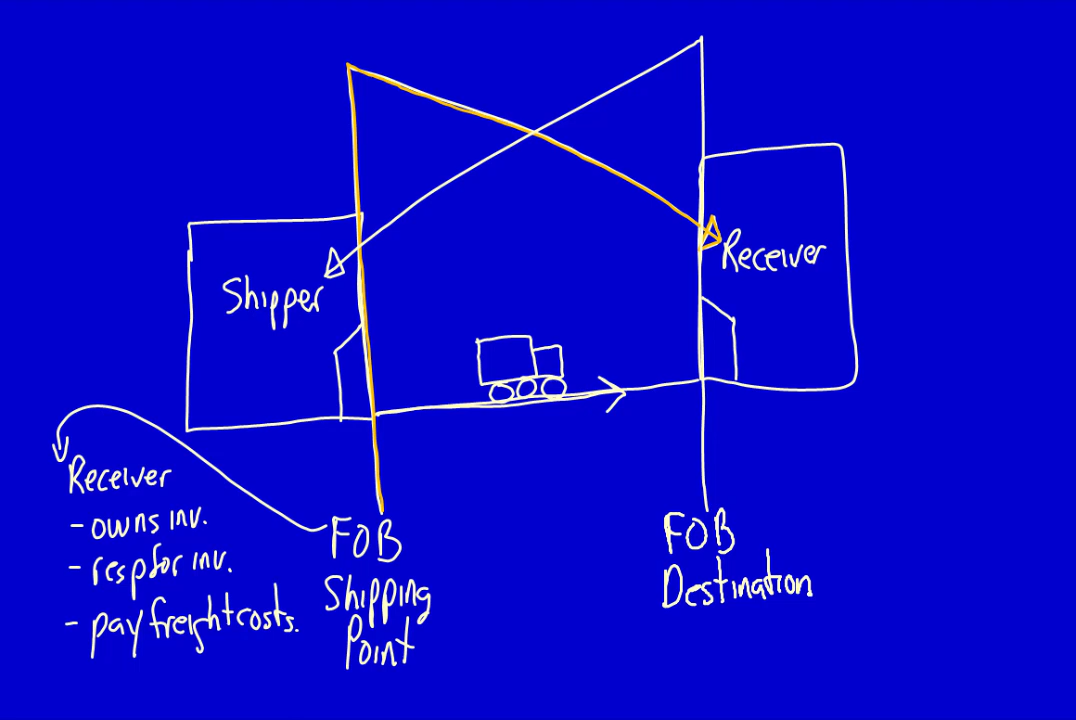 Shipper
Receiver
Receiver
- owns inv.
- resp for inv.
- pay freight costs.
FOB
Shipping
Point
FOB
Destination